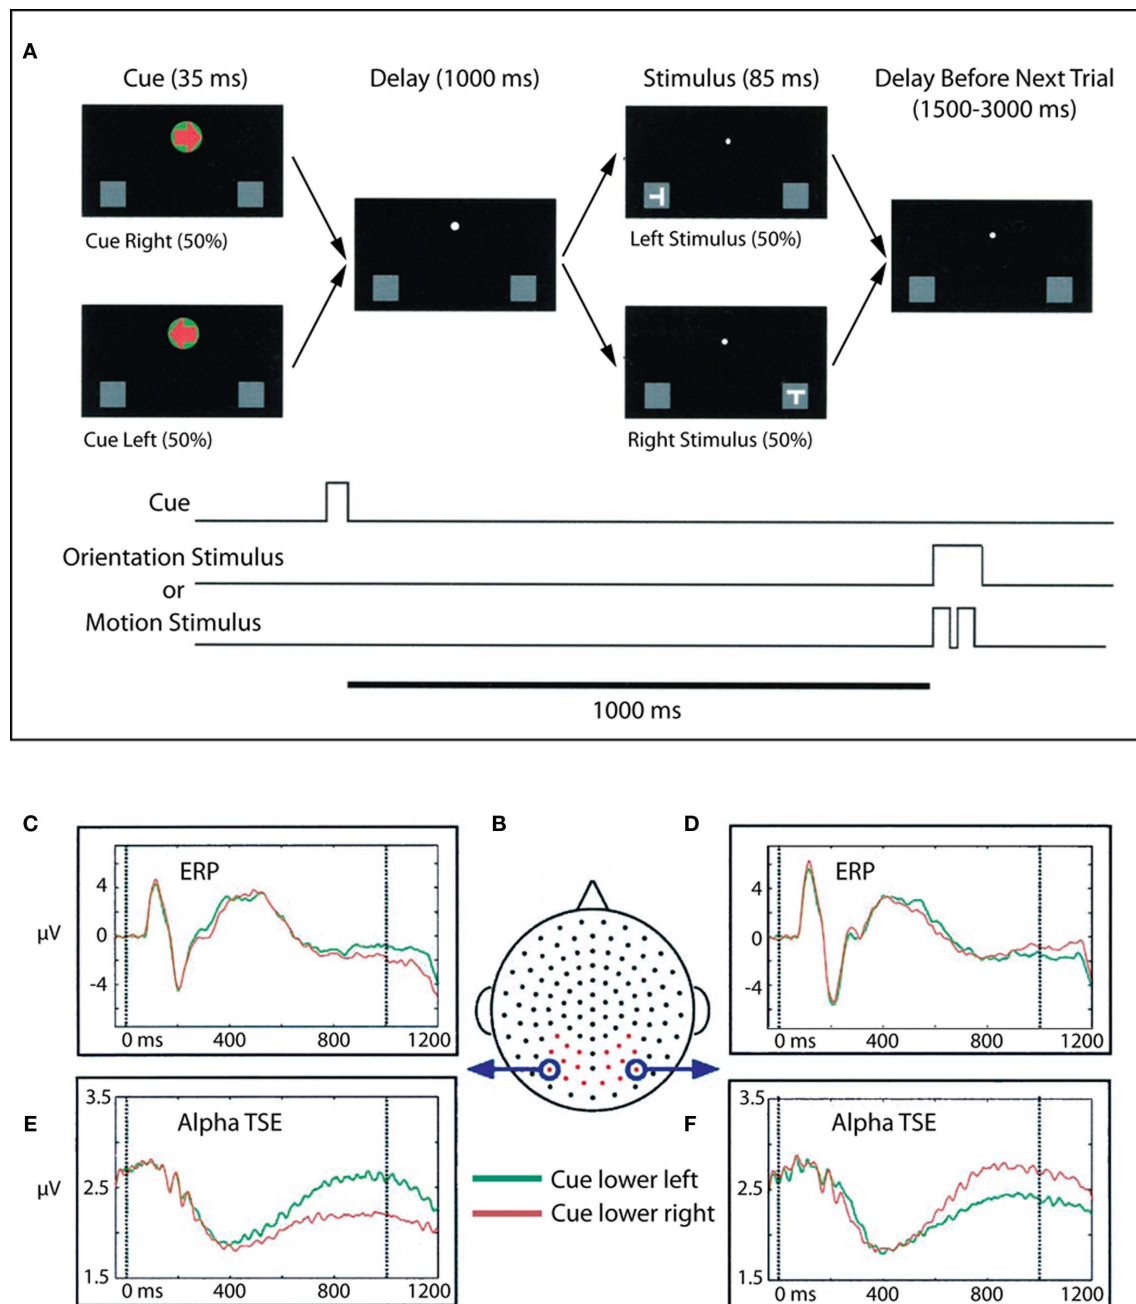 A
Cue (35 ms)
Delay (1000 ms)
Stimulus (85 ms)
Delay Before Next Trial
(1500-3000 ms)
Cue Right (50%)
Left Stimulus (50%)
Cue Left (50%)
Right Stimulus (50%)
Cue
Orientation Stimulus
or
Motion Stimulus
1000 ms
C
ERP
μV
4
0
-4
0 ms 400 800 1200
B
D
ERP
4
0
-4
0 ms 400 800 1200
E
Alpha TSE
μV
3.5
2.5
1.5
0 ms 400 800 1200
Cue lower left
Cue lower right
F
Alpha TSE
3.5
2.5
1.5
0 ms 400 800 1200